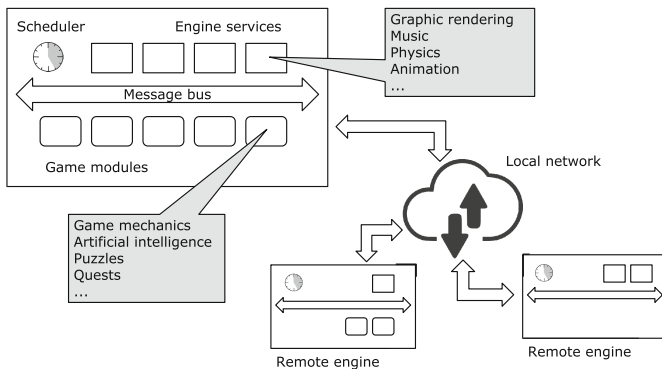 Scheduler
Engine services
Graphic rendering
Music
Physics
Animation
...
Message bus
Game modules
Local network
Game mechanics
Artificial intelligence
Puzzles
Quests
...
Remote engine
Remote engine